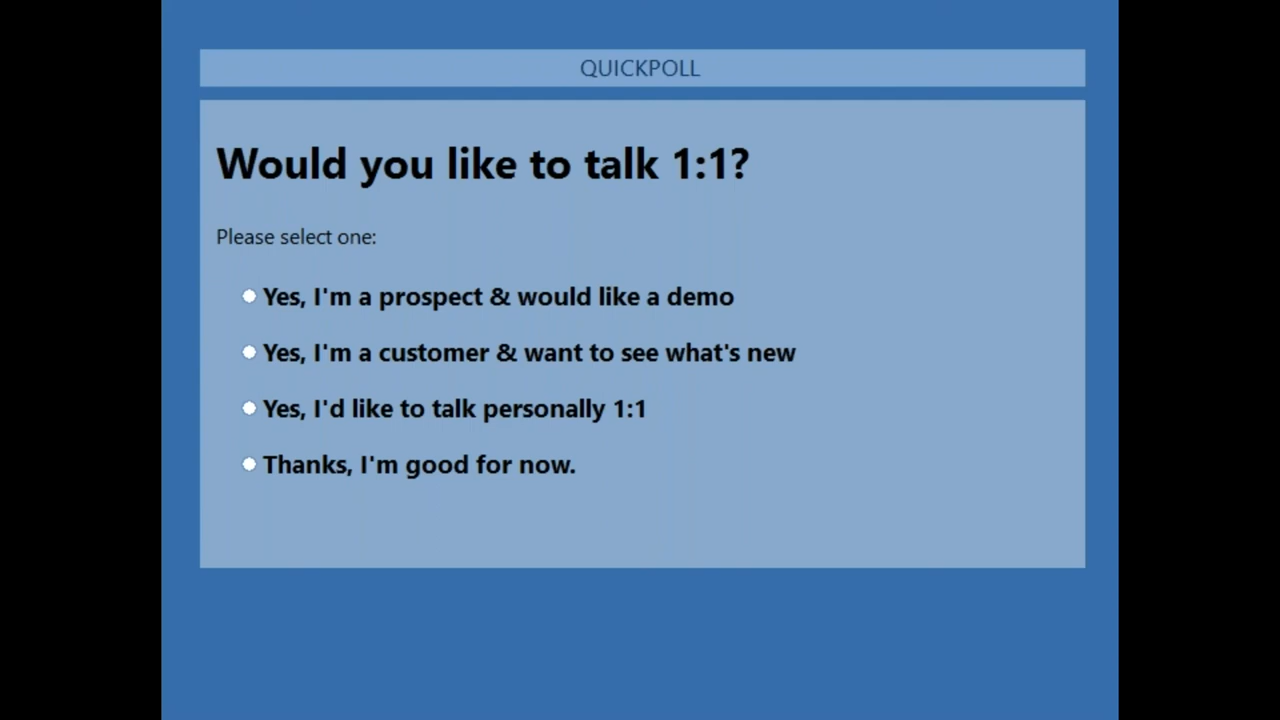 QUICKPOLL
Would you like to talk 1:1?
Please select one:
Yes, I'm a prospect & would like a demo
Yes, I'm a customer & want to see what's new
Yes, I'd like to talk personally 1:1
Thanks, I'm good for now.